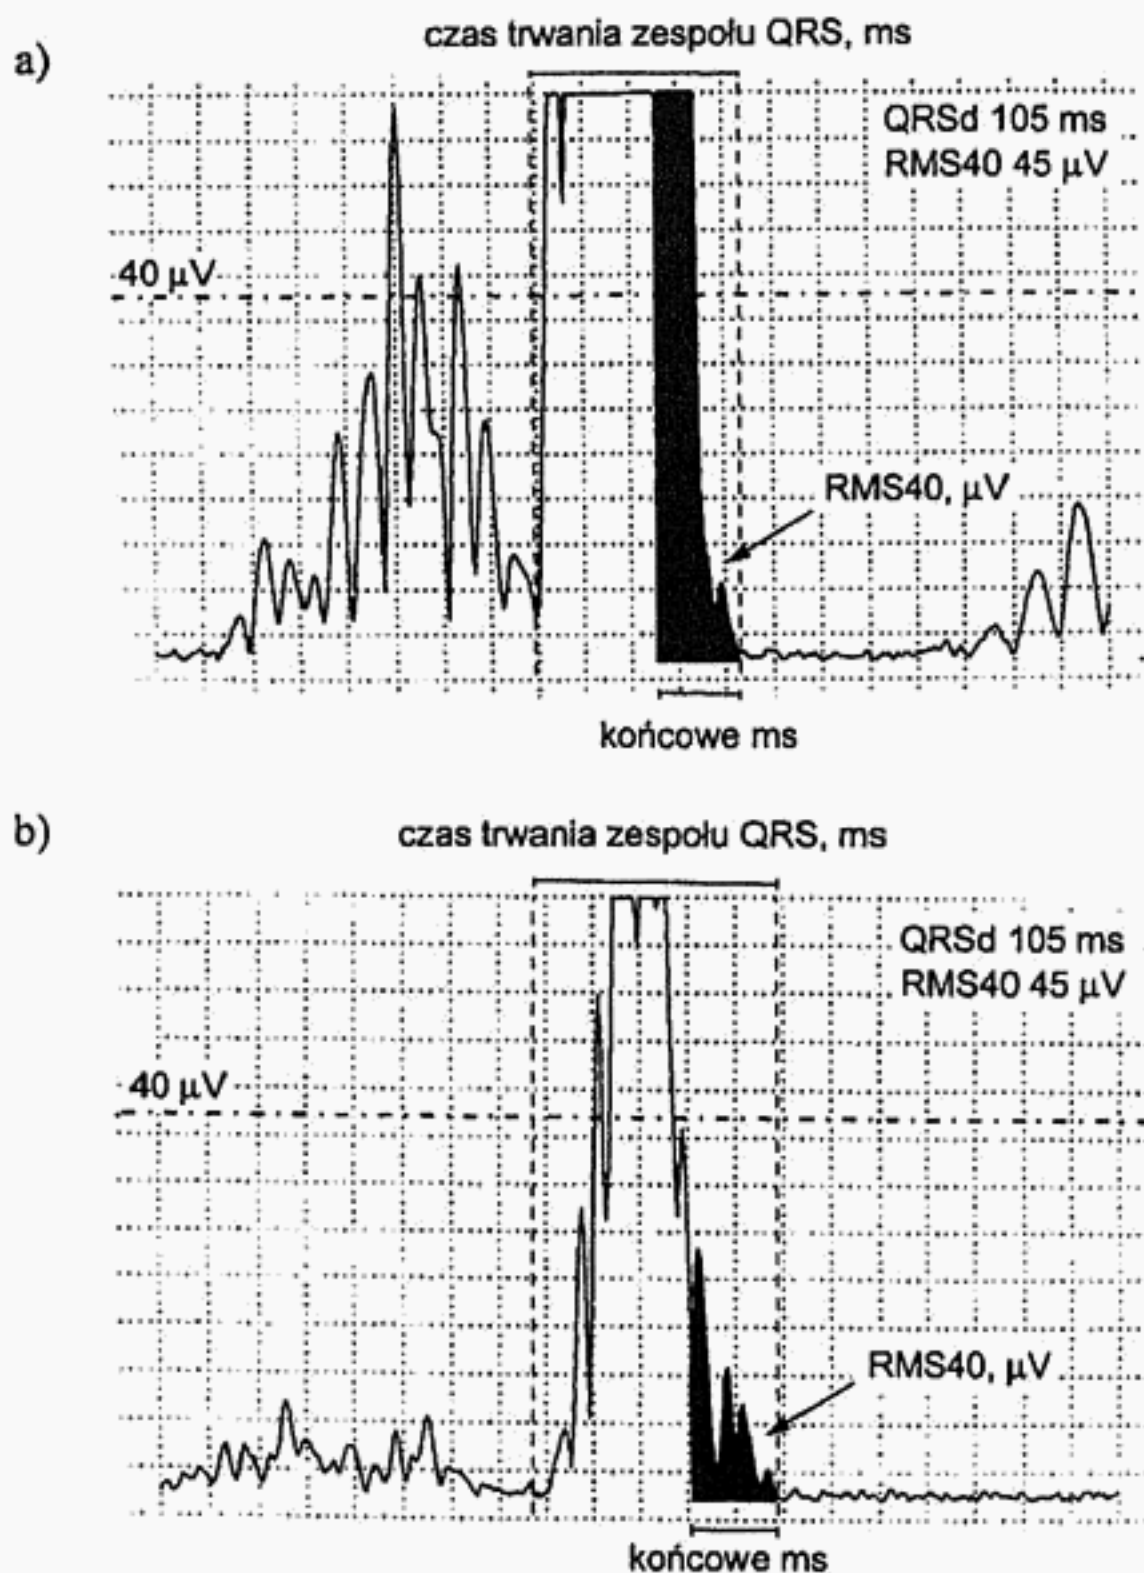 a)
czas trwania zespołu QRS, ms
QRSd 105 ms
RMS40 45 µV
40 µV
RMS40, µV
końcowe ms
b)
czas trwania zespołu QRS, ms
QRSd 105 ms
RMS40 45 µV
40 µV
RMS40, µV
końcowe ms